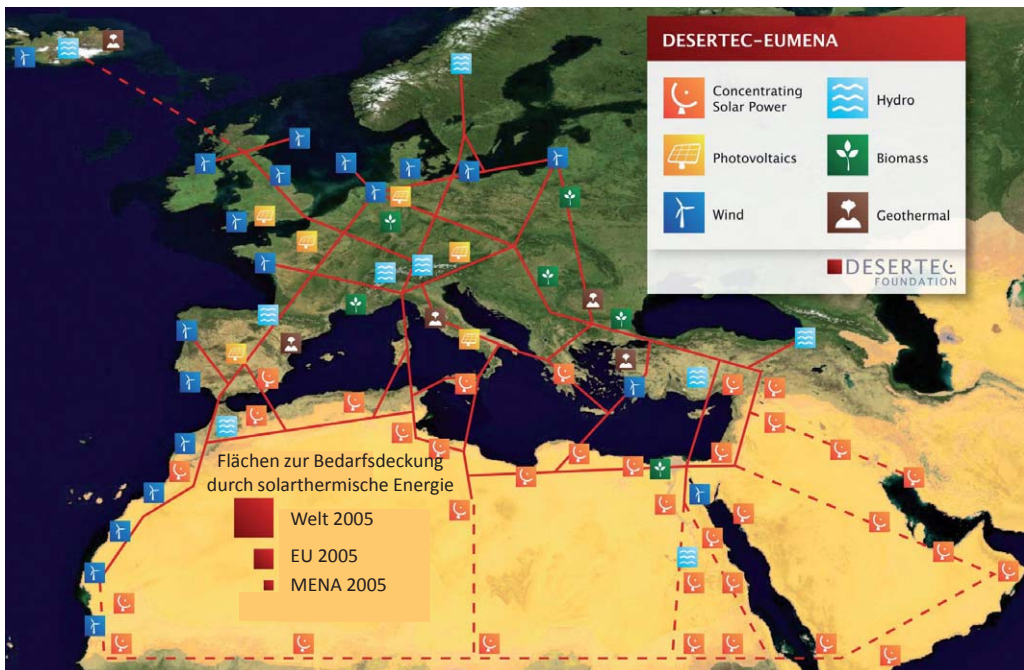 DESERTEC-EUMENA
Concentrating
Solar Power
Hydro
Photovoltaics
Biomass
Wind
Geothermal
DESERTEC
FOUNDATION
Flächen zur Bedarfsdeckung
durch solarthermische Energie
Welt 2005
EU 2005
MENA 2005